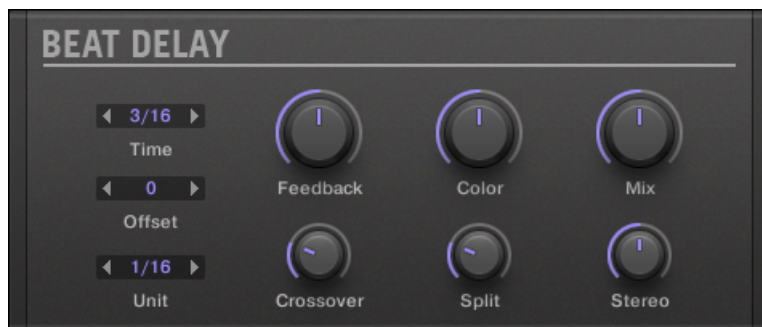 BEAT DELAY
3/16
Time
0
Offset
1/16
Unit
Feedback Color Mix
Crossover Split Stereo